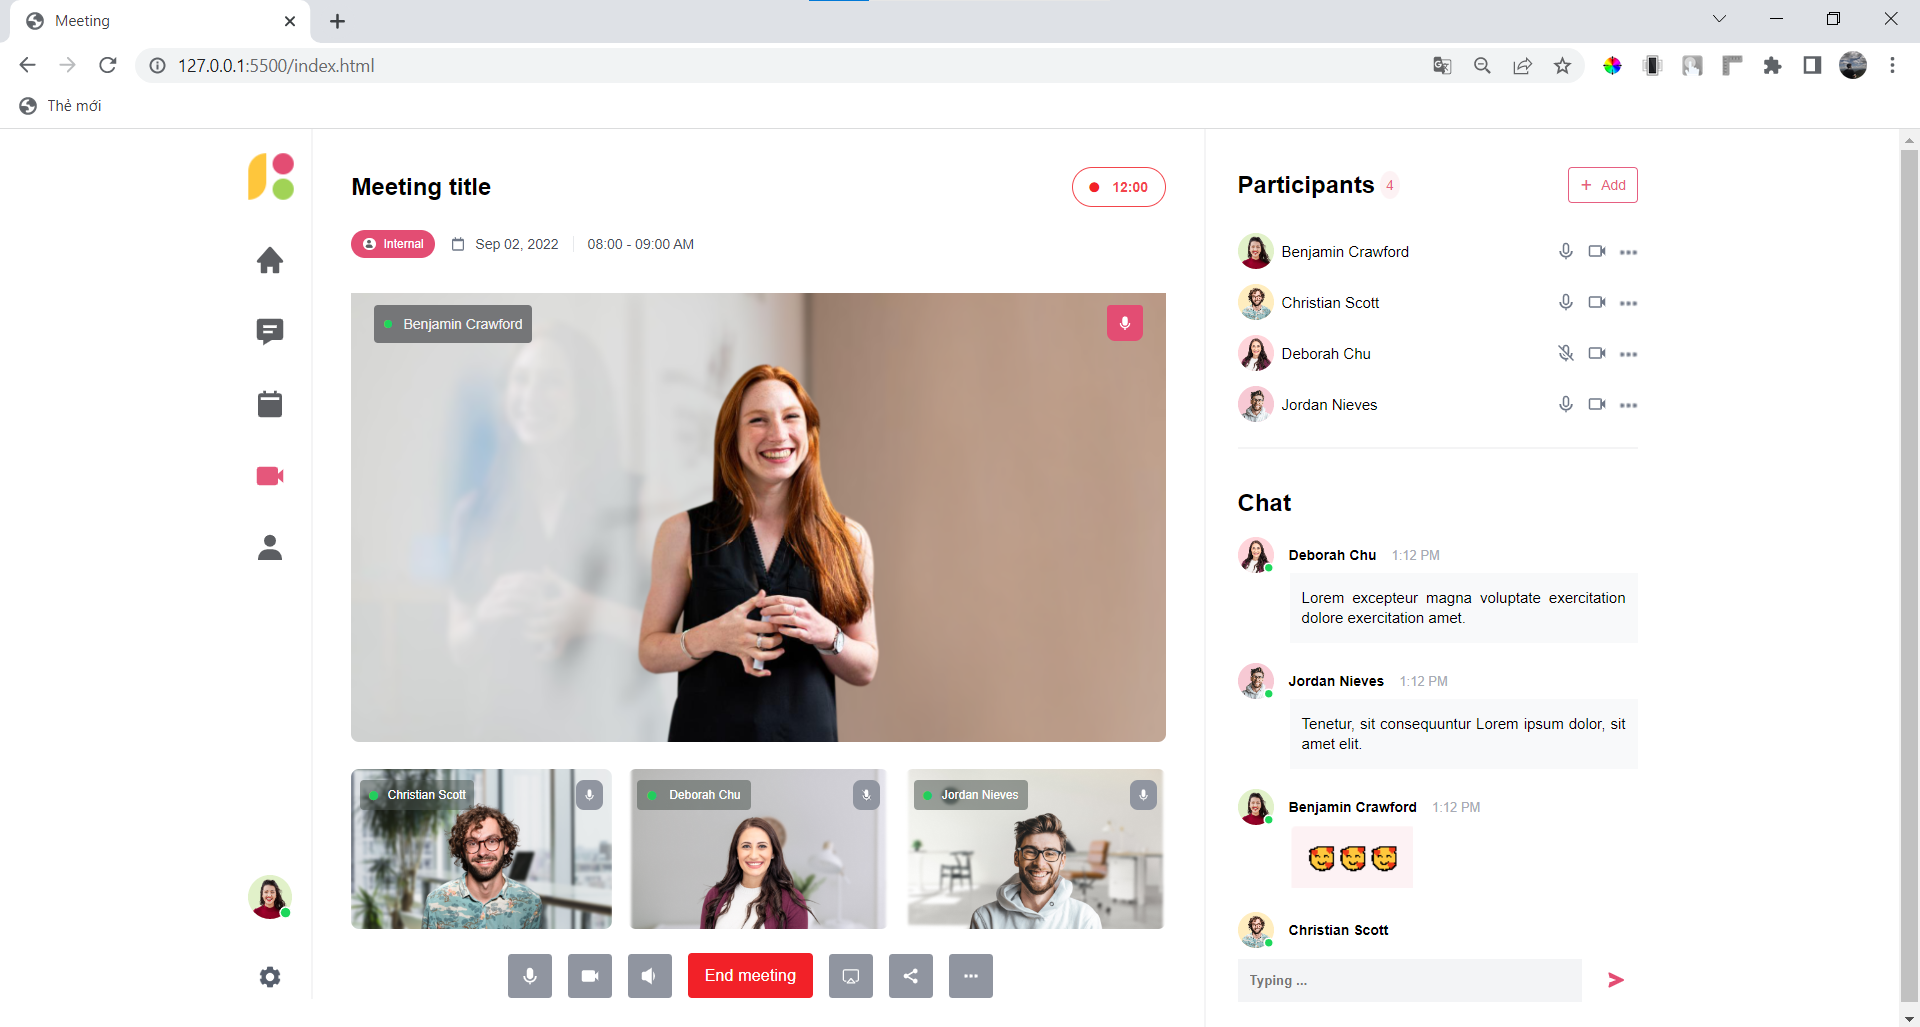 Meeting
127.0.0.1:5500/index.html
Thẻ mới
Meeting title
12:00
Internal
Sep 02, 2022
08:00 - 09:00 AM
Benjamin Crawford
Christian Scott
Deborah Chu
Jordan Nieves
End meeting
Participants 4
+ Add
Benjamin Crawford
Christian Scott
Deborah Chu
Jordan Nieves
Chat
Deborah Chu 1:12 PM
Lorem excepteur magna voluptate exercitation
dolore exercitation amet.
Jordan Nieves 1:12 PM
Tenetur, sit consequuntur Lorem ipsum dolor, sit
amet elit.
Benjamin Crawford 1:12 PM
🥰🥰🥰
Christian Scott
Typing ...